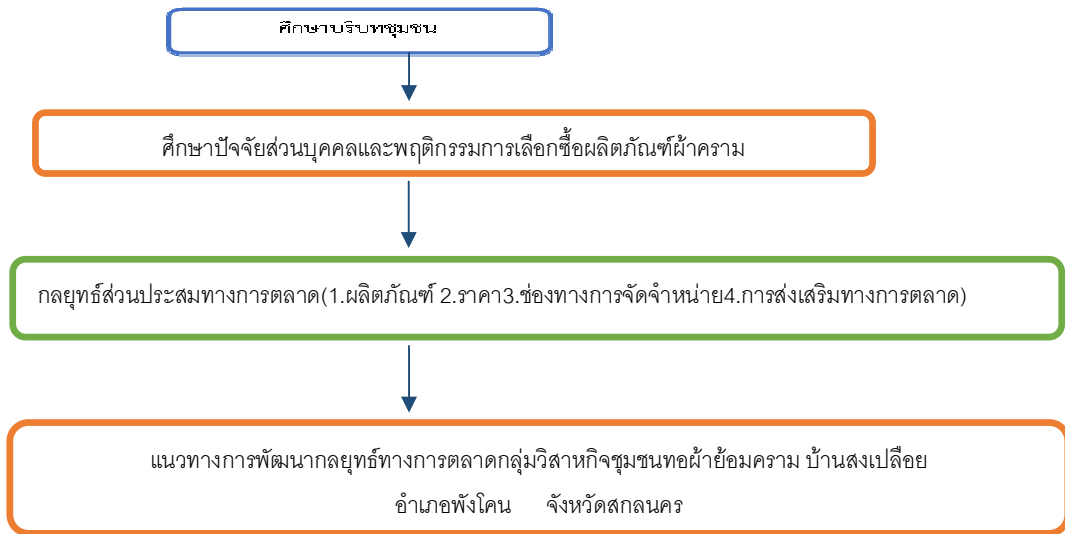 ศึกษาบริบทชุมชน
ศึกษาปัจจัยส่วนบุคคลและพฤติกรรมการเลือกซื้อผลิตภัณฑ์ผ้าคราม
กลยุทธ์ส่วนประสมทางการตลาด(1.ผลิตภัณฑ์ 2.ราคา3.ช่องทางการจัดจำหน่าย4.การส่งเสริมทางการตลาด)
แนวทางการพัฒนากลยุทธ์ทางการตลาดกลุ่มวิสาหกิจชุมชนทอผ้าย้อมคราม บ้านสงเปลือย
อำเภอพังโคน จังหวัดสกลนคร